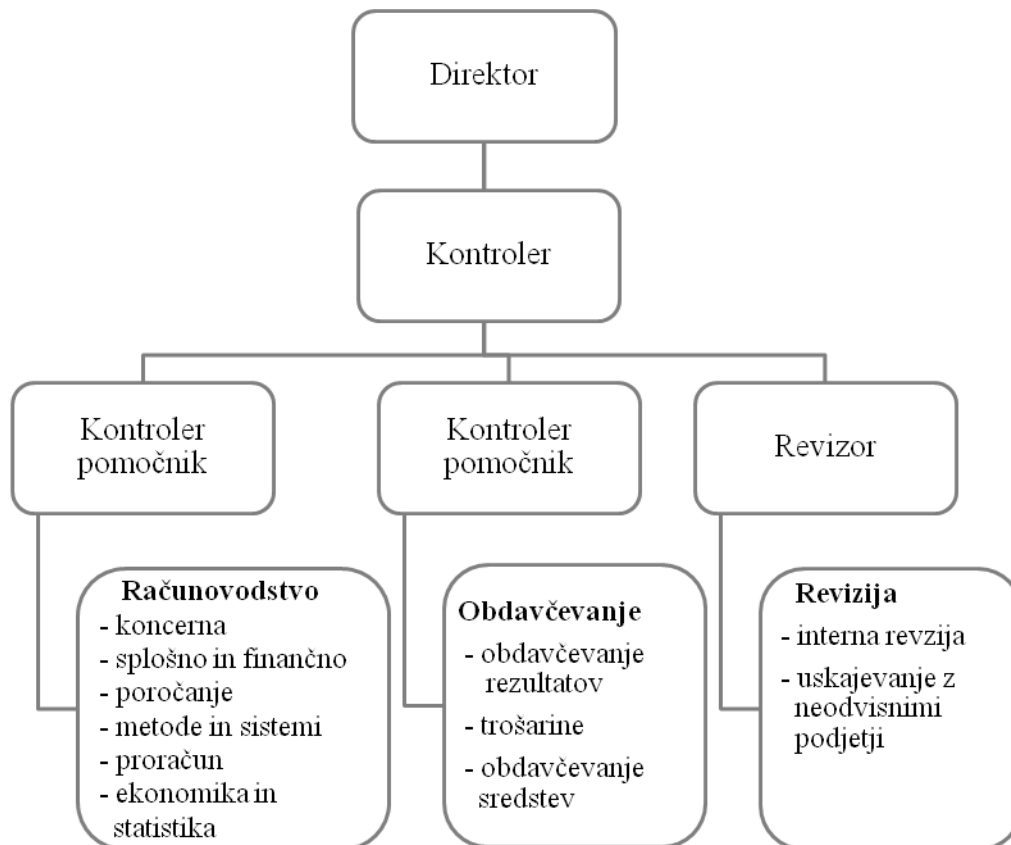 Direktor
Kontroler
Kontroler
pomočnik
Kontroler
pomočnik
Revizor
Računovodstvo
- koncerna
- splošno in finančno
- poročanje
- metode in sistemi
- proračun
- ekonomika in
statistika
Obdavčevanje
- obdavčevanje
rezultatov
- trošarine
- obdavčevanje
sredstev
Revizija
- interna revzija
- uskajevanje z
neodvisnimi
podjetji